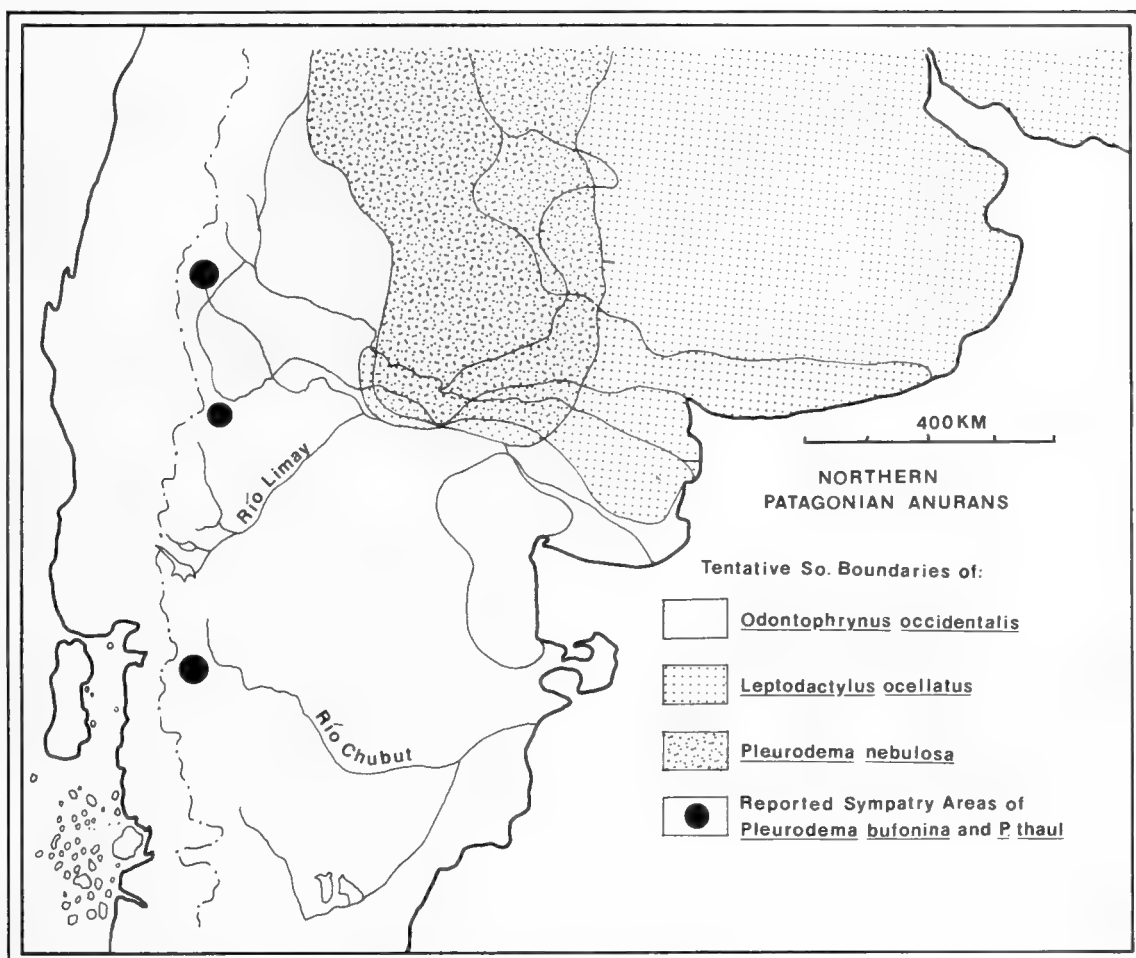 Río Limay
Río Chubut
400KM
NORTHERN
PATAGONIAN ANURANS
Tentative So. Boundaries of:
Odontophrynus occidentalis
Leptodactylus ocellatus
Pleurodema nebulosa
Reported Sympatry Areas of
Pleurodema bufonina and P. thaul